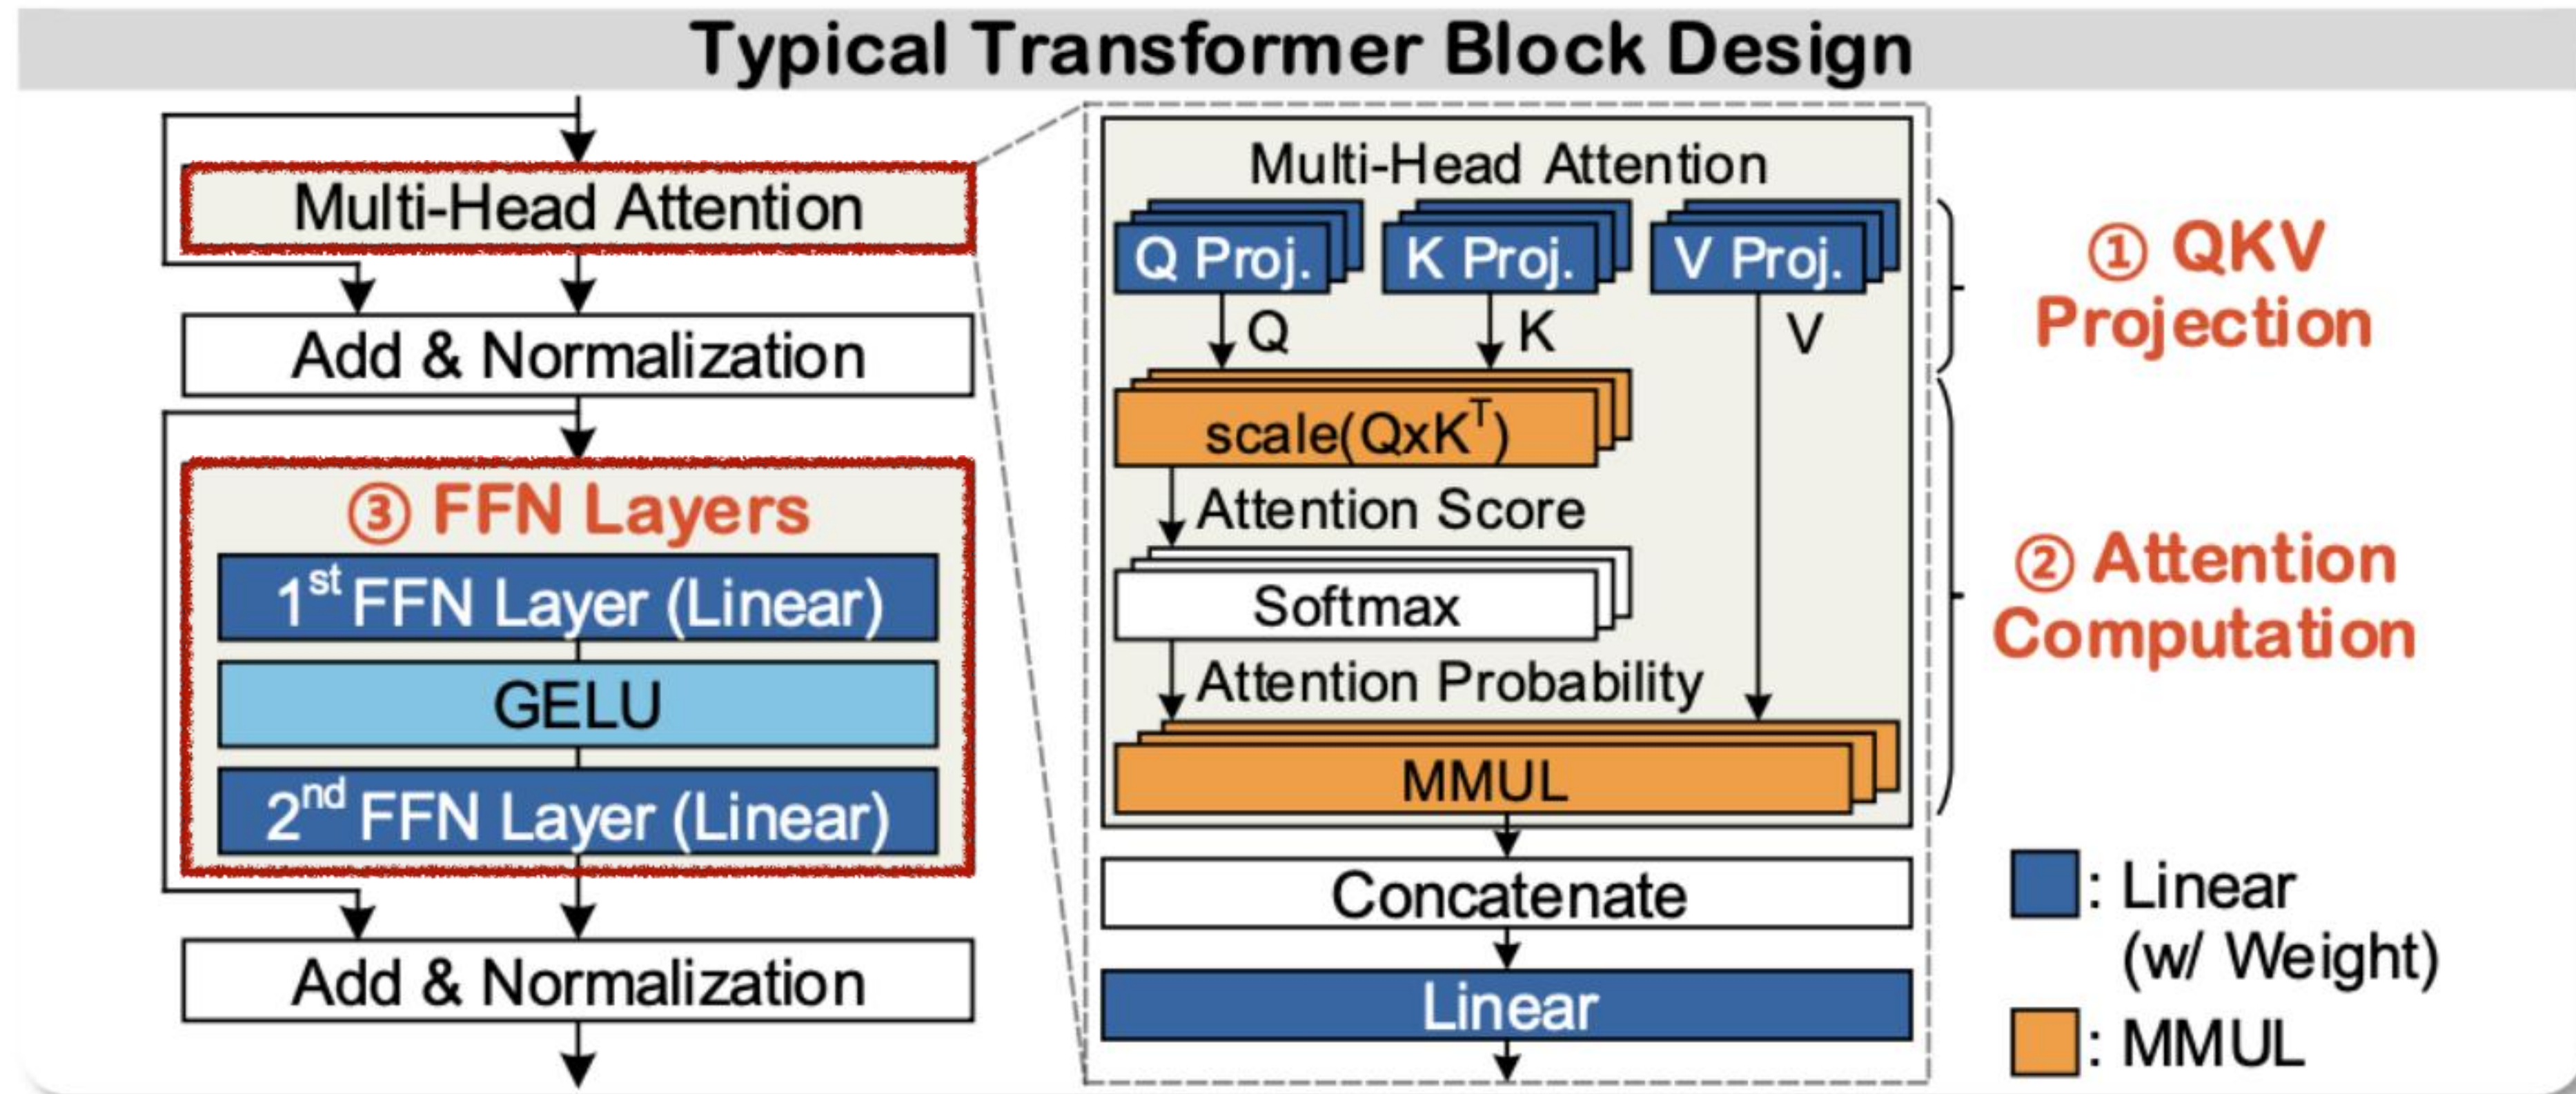 Typical Transformer Block Design
Multi-Head Attention
Add & Normalization
③ FFN Layers
1st FFN Layer (Linear)
GELU
2nd FFN Layer (Linear)
Add & Normalization
Multi-Head Attention
Q Proj.
K Proj.
V Proj.
Q
K
V
scale(QxK^T)
Attention Score
Softmax
Attention Probability
MMUL
Concatenate
Linear
① QKV
Projection
② Attention
Computation
: Linear
(w/ Weight)
: MMUL